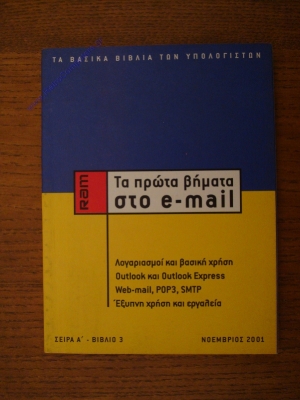 ΤΑ ΒΑΣΙΚΑ ΒΙΒΛΙΑ ΤΩΝ ΥΠΟΛΟΓΙΣΤΩΝ
RAM
Τα πρώτα βήματα
στο e-mail
Λογαριασμοί και βασική χρήση
Outlook και Outlook Express
Web-mail, POP3, SMTP
Έξυπνη χρήση και εργαλεία
ΣΕΙΡΑ Α' - ΒΙΒΛΙΟ 3
ΝΟΕΜΒΡΙΟΣ 2001